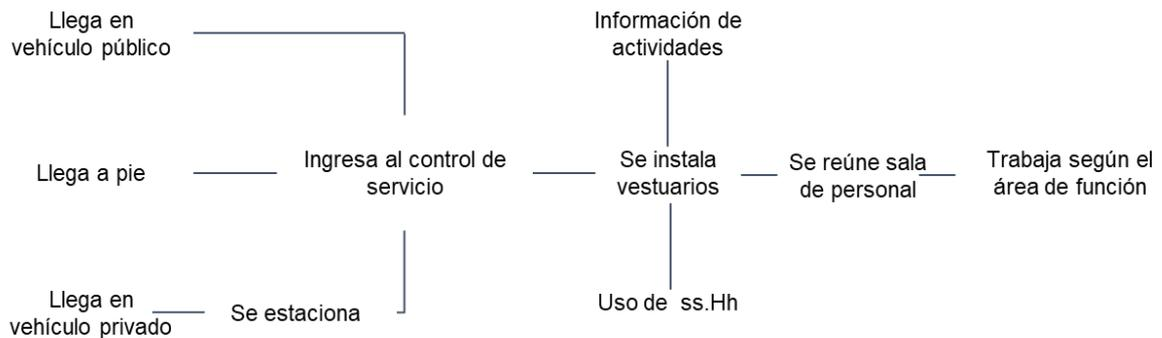 Llega en
vehículo público
Información de
actividades
Llega a pie
Ingresa al control de
servicio
Se instala
vestuarios
Se reúne sala
de personal
Trabaja según el
área de función
Llega en
vehículo privado
Se estaciona
Uso de  ss.Hh